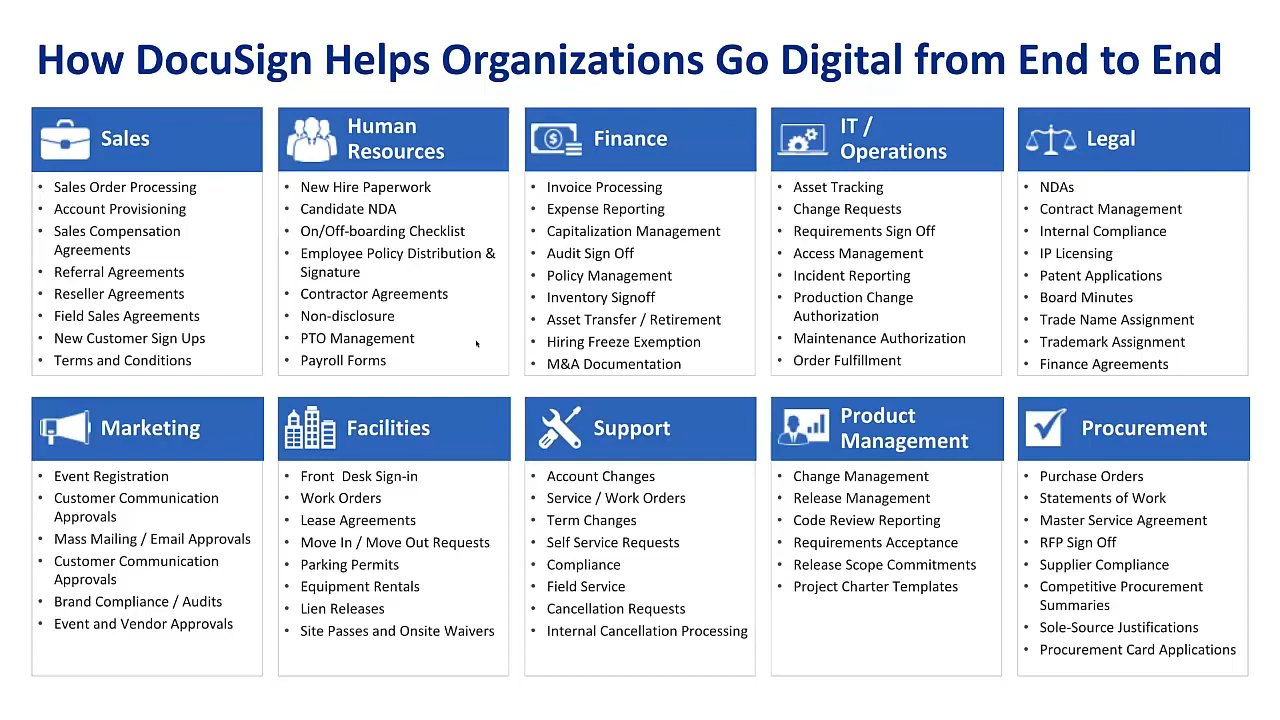 How DocuSign Helps Organizations Go Digital from End to End
Sales
• Sales Order Processing
• Account Provisioning
• Sales Compensation
Agreements
• Referral Agreements
• Reseller Agreements
• Field Sales Agreements
• New Customer Sign Ups
• Terms and Conditions
Human
Resources
• New Hire Paperwork
• Candidate NDA
• On/Off-boarding Checklist
• Employee Policy Distribution &
Signature
• Contractor Agreements
• Non-disclosure
• PTO Management
• Payroll Forms
Finance
• Invoice Processing
• Expense Reporting
• Capitalization Management
• Audit Sign Off
• Policy Management
• Inventory Signoff
• Asset Transfer / Retirement
• Hiring Freeze Exemption
• M&A Documentation
IT /
Operations
• Asset Tracking
• Change Requests
• Requirements Sign Off
• Access Management
• Incident Reporting
• Production Change
Authorization
• Maintenance Authorization
• Order Fulfillment
Legal
• NDAs
• Contract Management
• Internal Compliance
• IP Licensing
• Patent Applications
• Board Minutes
• Trade Name Assignment
• Trademark Assignment
• Finance Agreements
Marketing
• Event Registration
• Customer Communication
Approvals
• Mass Mailing / Email Approvals
• Customer Communication
Approvals
• Brand Compliance / Audits
• Event and Vendor Approvals
Facilities
• Front Desk Sign-in
• Work Orders
• Lease Agreements
• Move In / Move Out Requests
• Parking Permits
• Equipment Rentals
• Lien Releases
• Site Passes and Onsite Waivers
Support
• Account Changes
• Service / Work Orders
• Term Changes
• Self Service Requests
• Compliance
• Field Service
• Cancellation Requests
• Internal Cancellation Processing
Product
Management
• Change Management
• Release Management
• Code Review Reporting
• Requirements Acceptance
• Release Scope Commitments
• Project Charter Templates
Procurement
• Purchase Orders
• Statements of Work
• Master Service Agreement
• RFP Sign Off
• Supplier Compliance
• Competitive Procurement
Summaries
• Sole-Source Justifications
• Procurement Card Applications